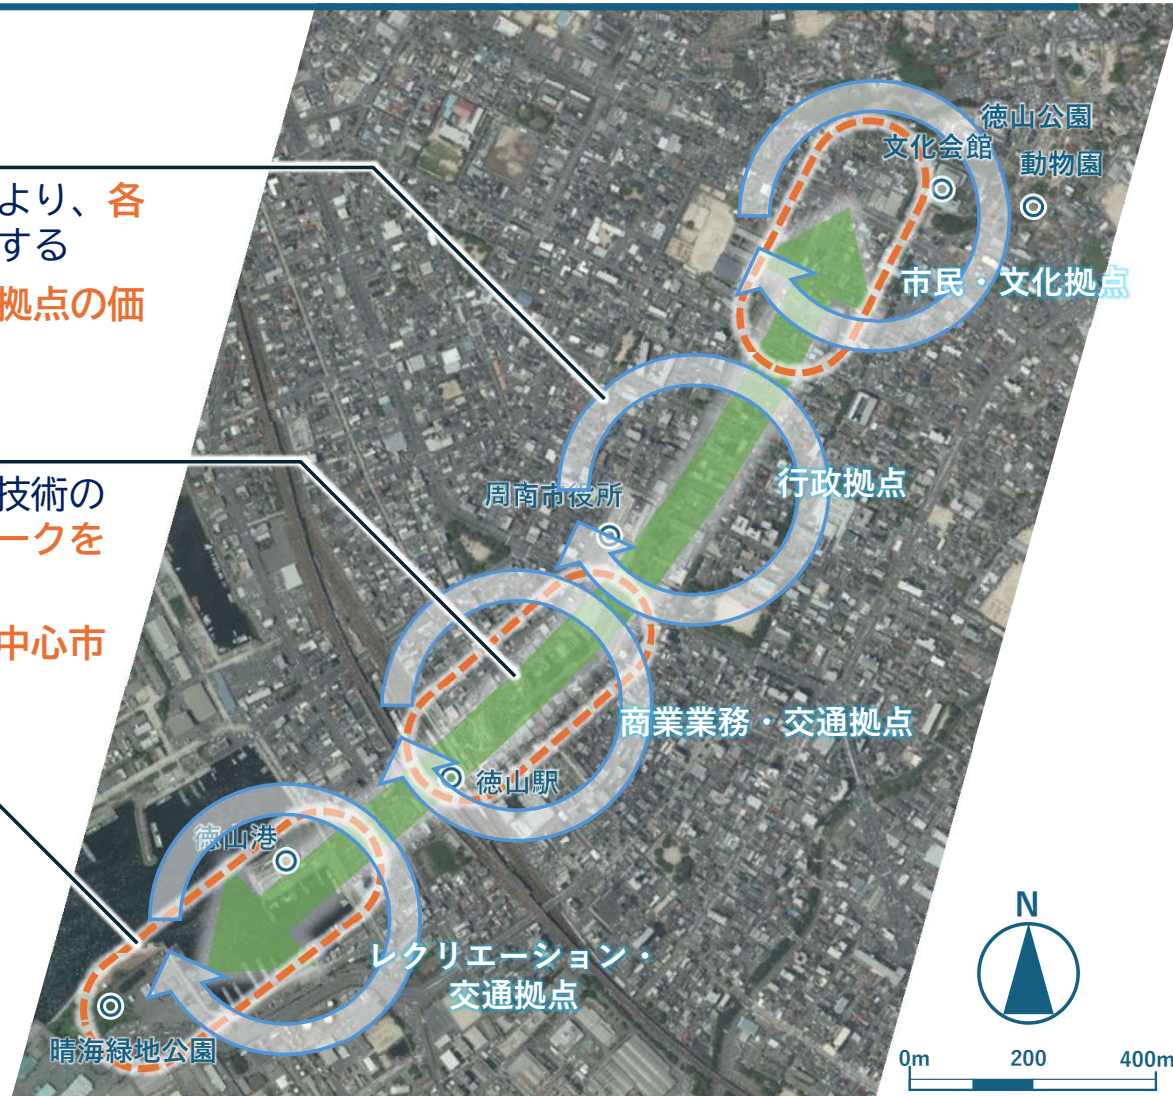 より、各
する
拠点の価
技術の
ークを
中心市
徳山公園
文化会館
動物園
市民・文化拠点
行政拠点
周南市役所
商業業務・交通拠点
徳山駅
徳山港
レクリエーション・
交通拠点
晴海緑地公園
N
0m 200 400m